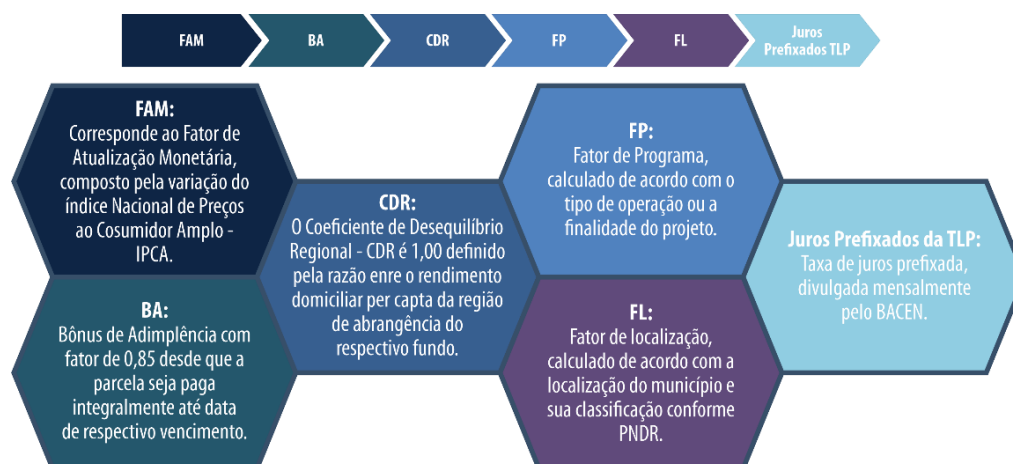 FAM
BA
CDR
FP
FL
Juros
Prefixados TLP
FAM:
Corresponde ao Fator de
Atualização Monetária,
composto pela variação do
índice Nacional de Preços
ao Cosumidor Amplo -
IPCA.
BA:
Bônus de Adimplência com
fator de 0,85 desde que a
parcela seja paga
integralmente até data
de respectivo vencimento.
CDR:
O Coeficiente de Desequilíbrio
Regional - CDR é 1,00 definido
pela razão enre o rendimento
domiciliar per capta da região
de abrangência do
respectivo fundo.
FP:
Fator de Programa,
calculado de acordo com o
tipo de operação ou a
finalidade do projeto.
FL:
Fator de localização,
calculado de acordo com a
localização do município e
sua classificação conforme
PNDR.
Juros Prefixados da TLP:
Taxa de juros prefixada,
divulgada mensalmente
pelo BACEN.